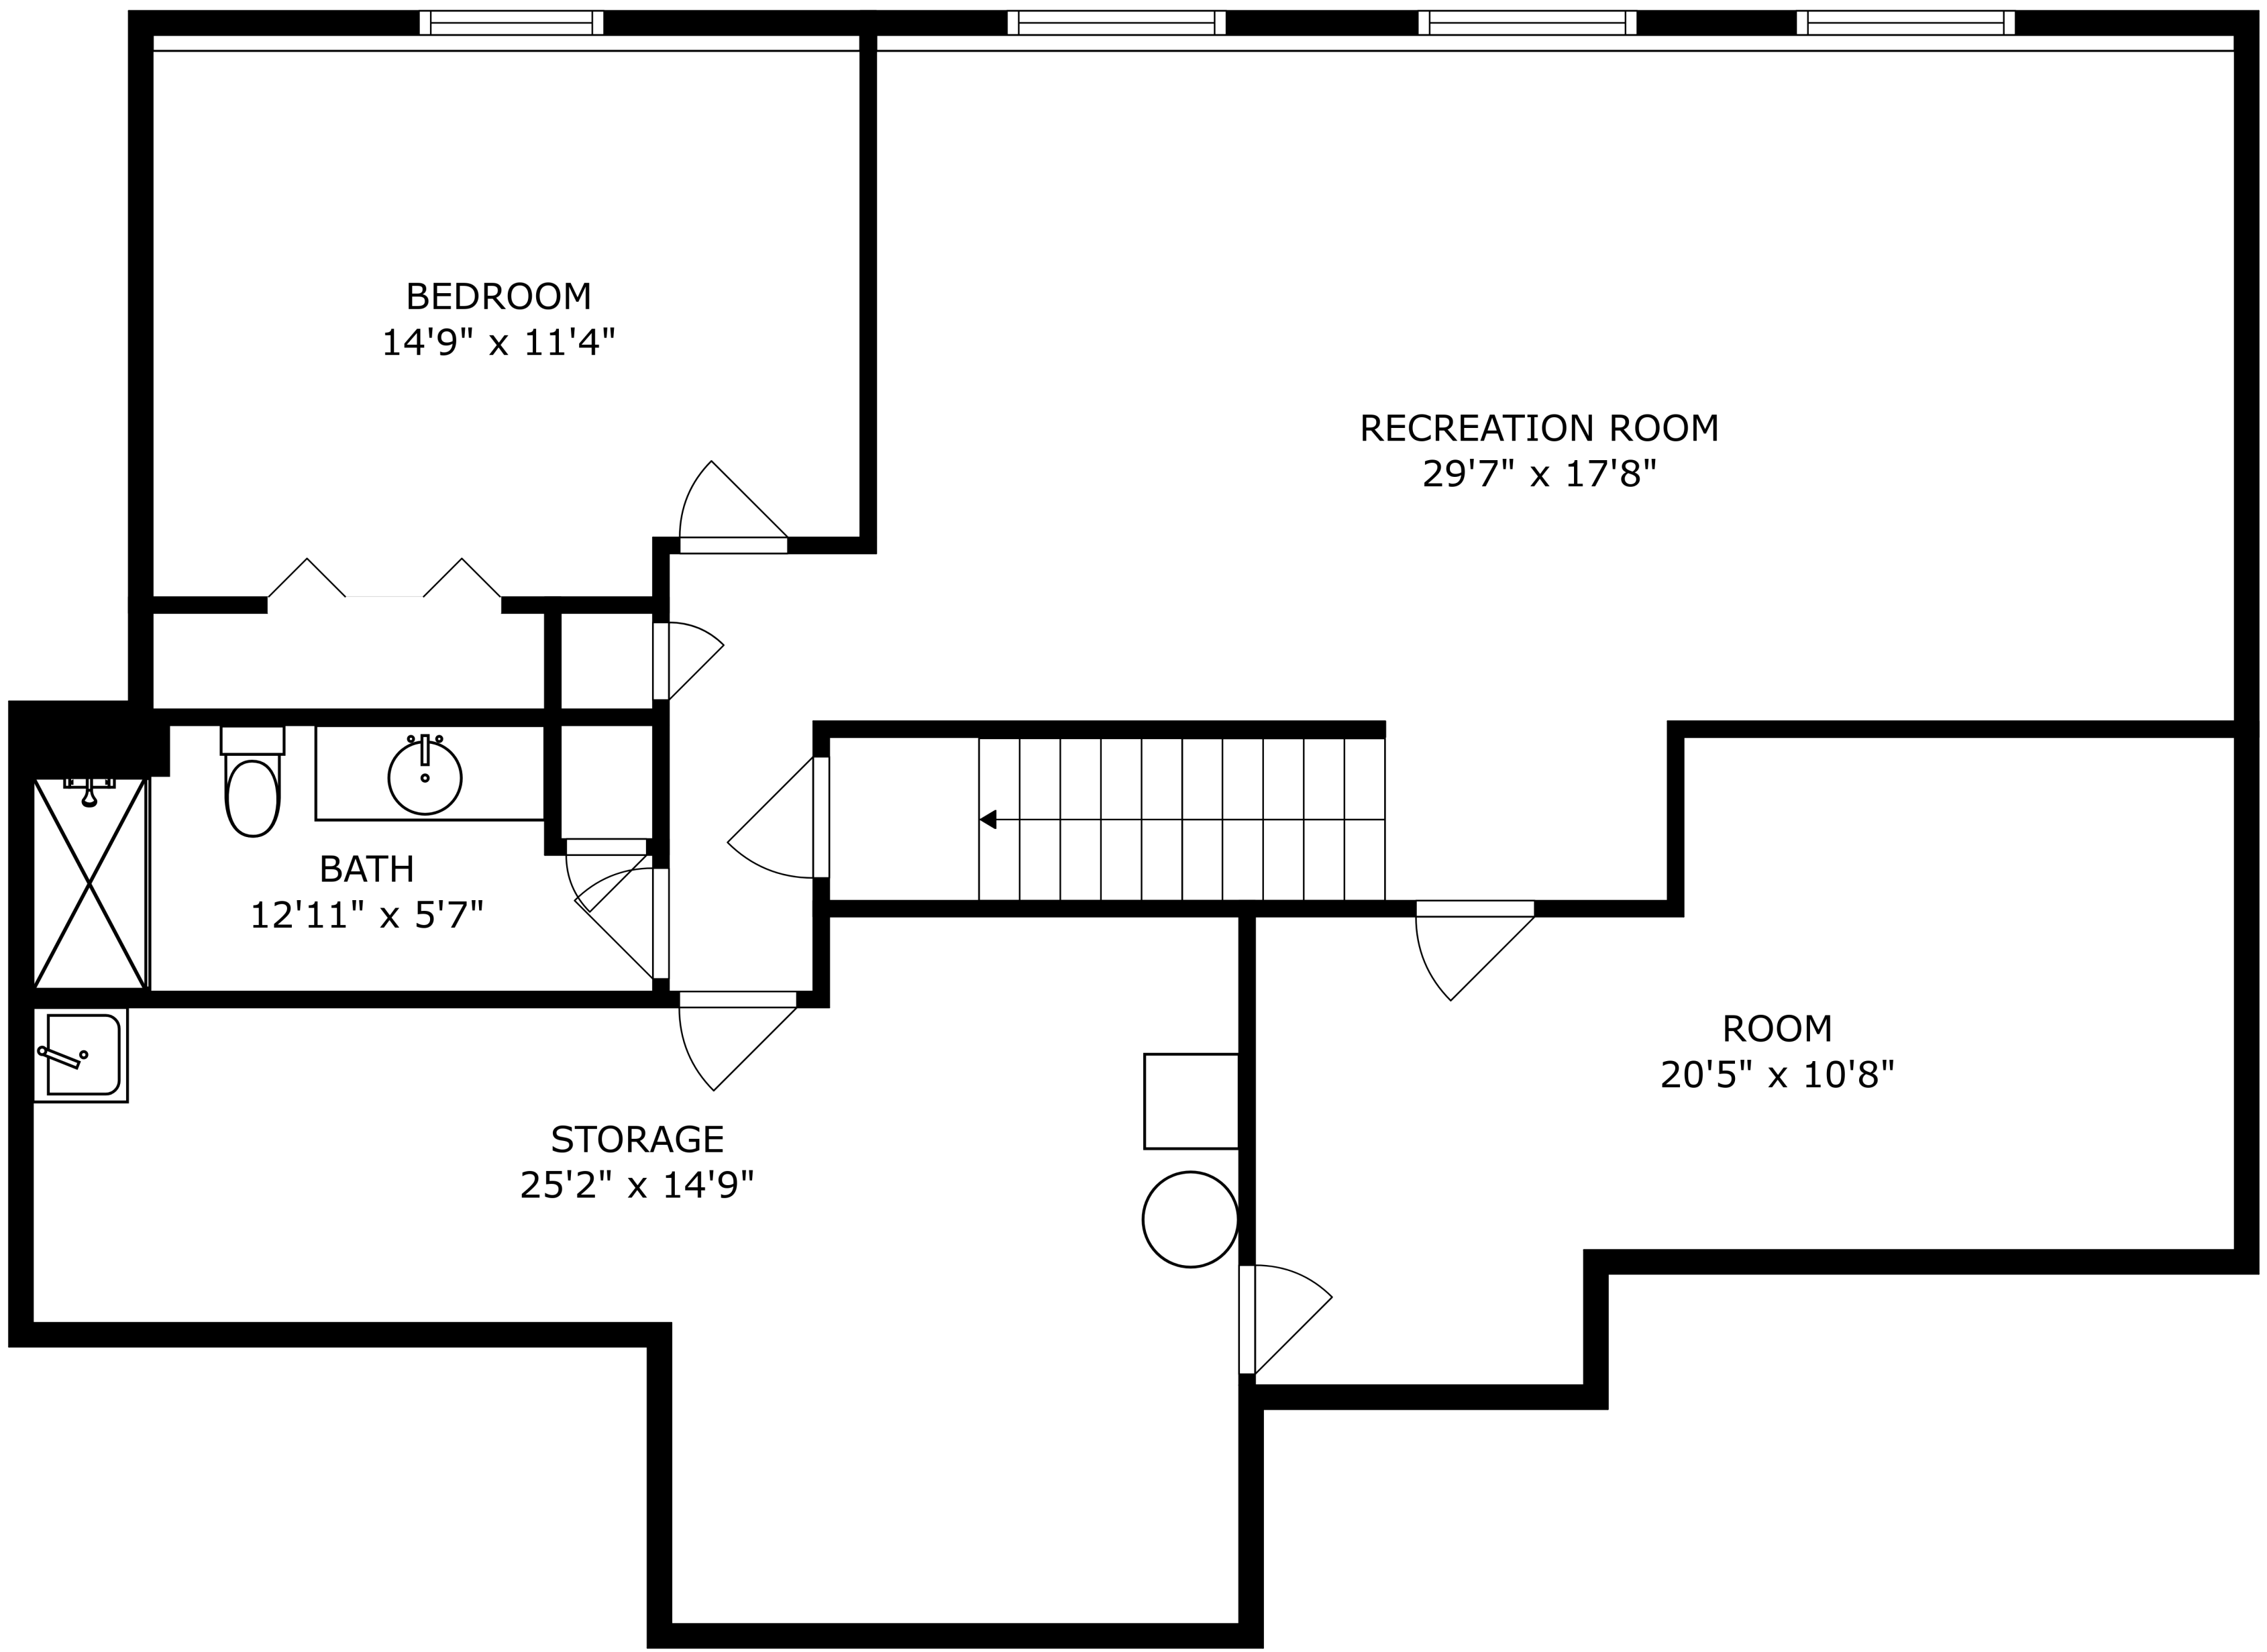 BEDROOM
14'9" x 11'4"
RECREATION ROOM
29'7" x 17'8"
BATH
12'11" x 5'7"
ROOM
20'5" x 10'8"
STORAGE
25'2" x 14'9"